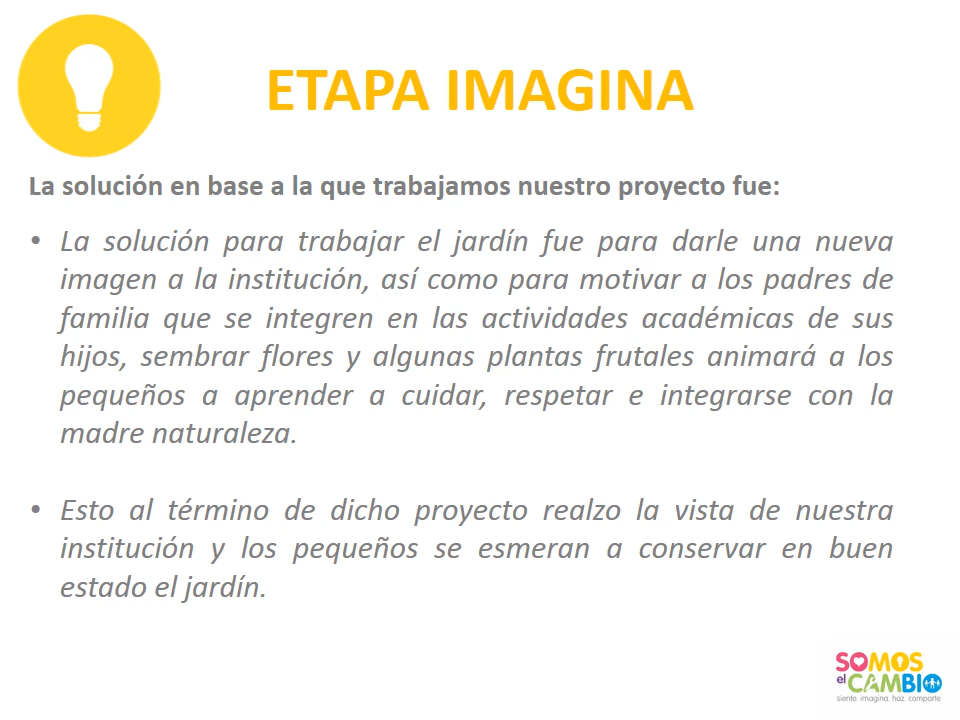 ETAPA IMAGINA
La solución en base a la que trabajamos nuestro proyecto fue:
• La solución para trabajar el jardín fue para darle una nueva
imagen a la institución, así como para motivar a los padres de
familia que se integren en las actividades académicas de sus
hijos, sembrar flores y algunas plantas frutales animará a los
pequeños a aprender a cuidar, respetar e integrarse con la
madre naturaleza.
• Esto al término de dicho proyecto realzo la vista de nuestra
institución y los pequeños se esmeran a conservar en buen
estado el jardín.
SOMOS
el CAMBIO
siente. imagina. haz. comparte